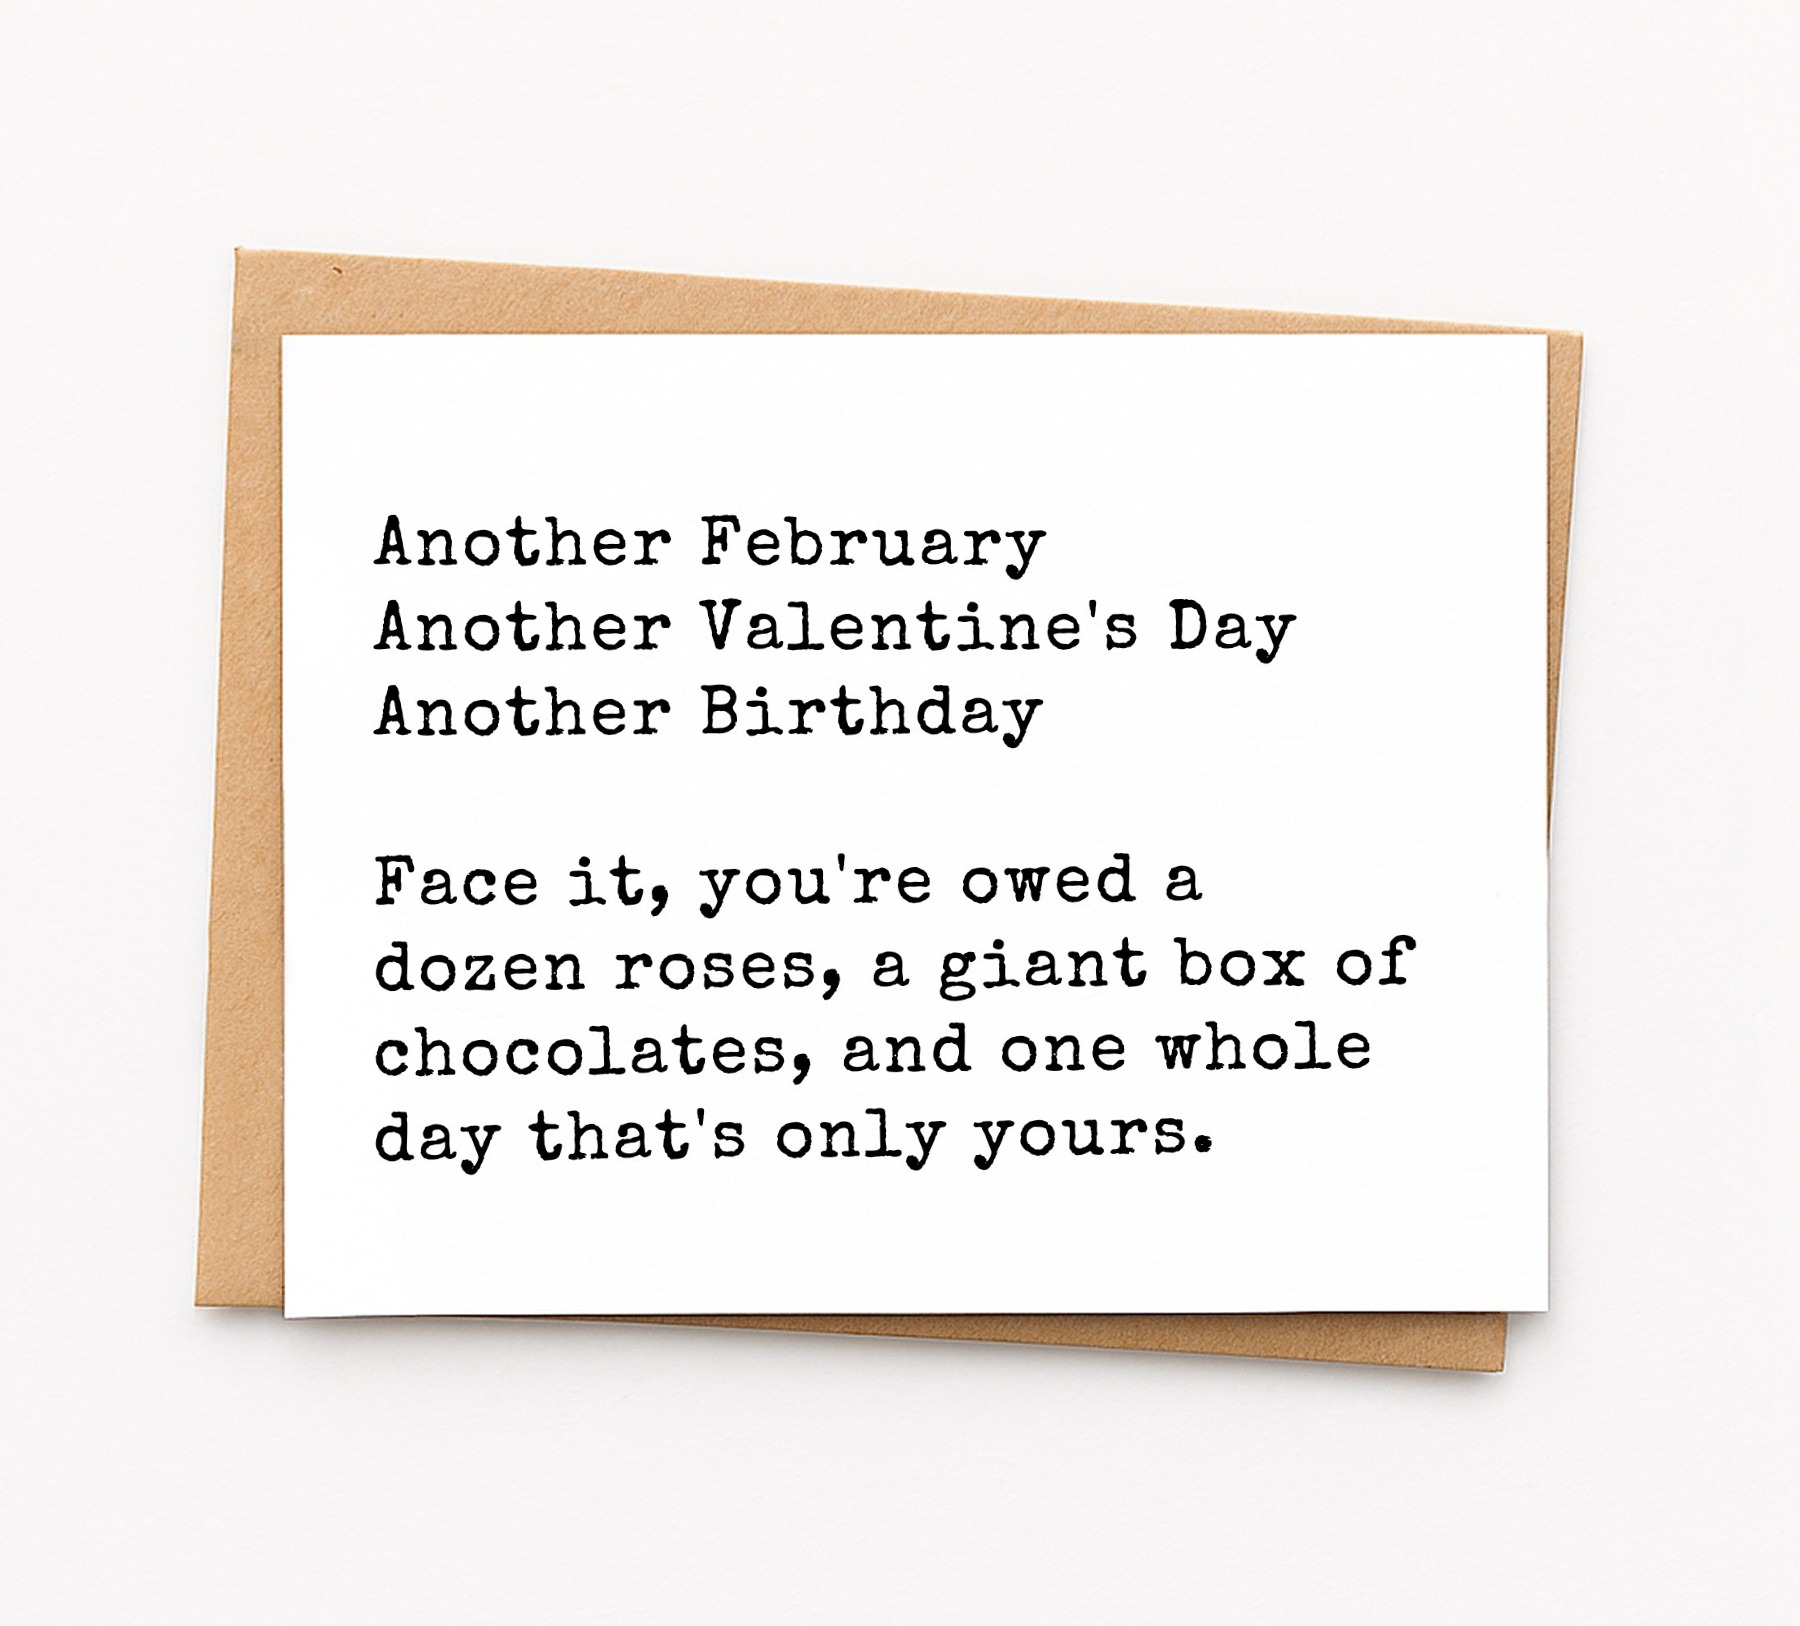 Another February
Another Valentine's Day
Another Birthday
Face it, you're owed a
dozen roses, a giant box of
chocolates, and one whole
day that's only yours.